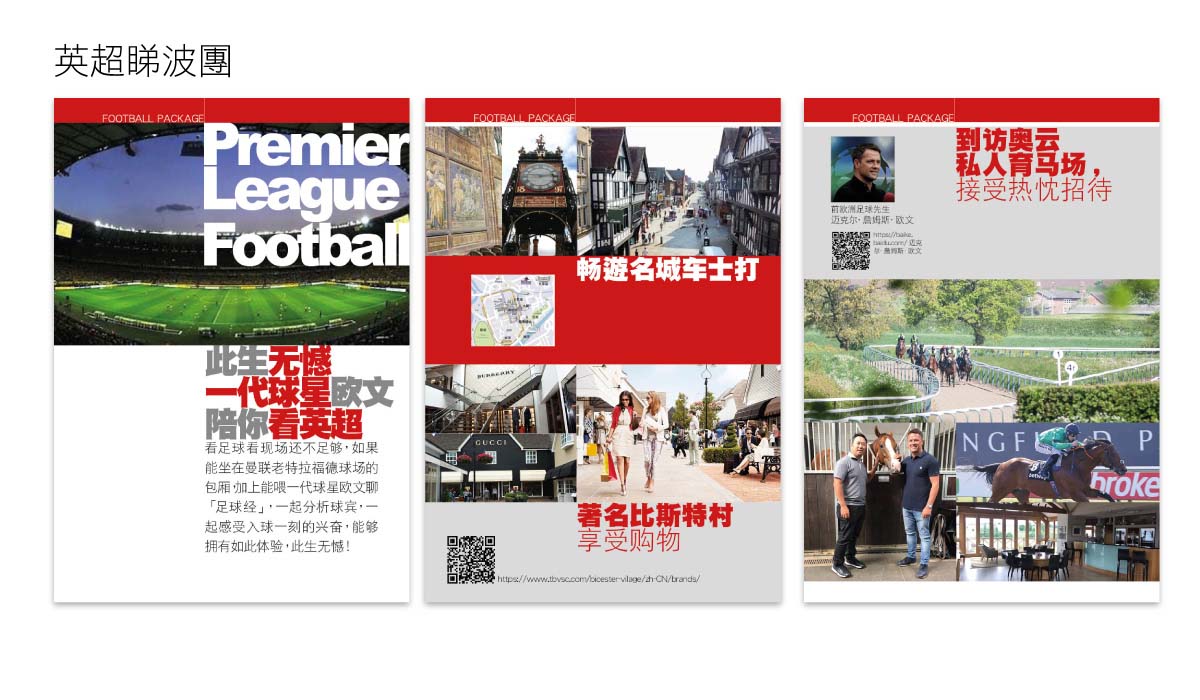 英超睇波團
FOOTBALL PACKAGE
Premier
League
Football
此生无憾
一代球星欧文
陪你看英超
看足球看现场还不足够，如果
能坐在曼联老特拉福德球场的
包厢，加上能喂一代球星欧文聊
「足球经」，一起分析球宾，一
起感受入球一刻的兴奋，能够
拥有如此体验，此生无憾！
FOOTBALL PACKAGE
1897
畅遊名城车士打
BURBERRY
GUCCI
著名比斯特村
享受购物
https://www.tbvsc.com/bicester-village/zh-CN/brands/
FOOTBALL PACKAGE
到访奥云
私人育马场，
接受热忱招待
前欧洲足球先生
迈克尔·詹姆斯·欧文
https://baike.
baidu.com/ 迈克
尔·詹姆斯·欧文
1
4f
NGFIELD P
broke